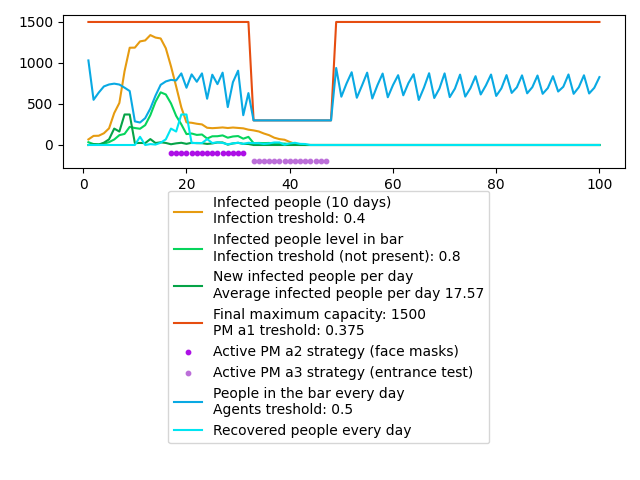 1500
1000
500
0
0 20 40 60 80 100
Infected people (10 days)
Infection treshold: 0.4
Infected people level in bar
Infection treshold (not present): 0.8
New infected people per day
Average infected people per day 17.57
Final maximum capacity: 1500
PM a1 treshold: 0.375
Active PM a2 strategy (face masks)
Active PM a3 strategy (entrance test)
People in the bar every day
Agents treshold: 0.5
Recovered people every day